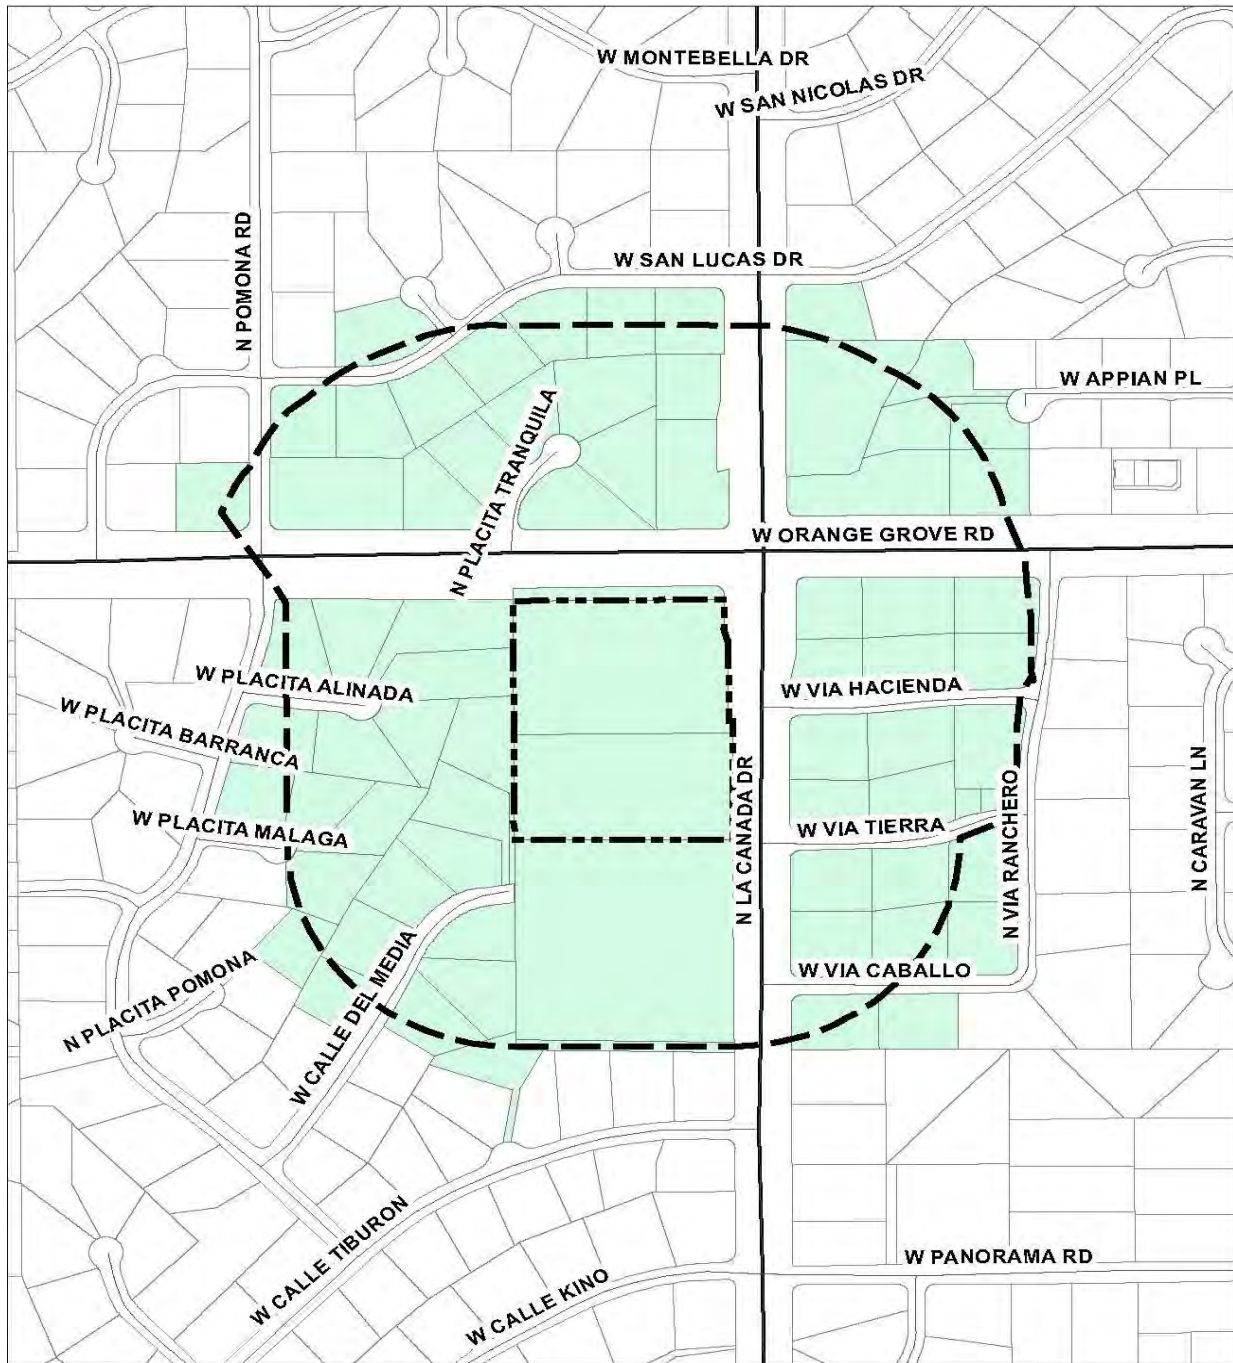 W MONTEBELLA DR
W SAN NICOLAS DR
N POMONA RD
W SAN LUCAS DR
W APPIAN PL
N PLACITA TRANQUILA
W ORANGE GROVE RD
W PLACITA ALINADA
W VIA HACIENDA
W PLACITA BARRANCA
N LA CANADA DR
N VIA RANCHERO
N CARAVAN LN
W PLACITA MALAGA
W VIA TIERRA
W CALLE DEL MEDIA
N PLACITA POMONA
W VIA CABALLO
W CALLE TIBURON
W PANORAMA RD
W CALLE KINO